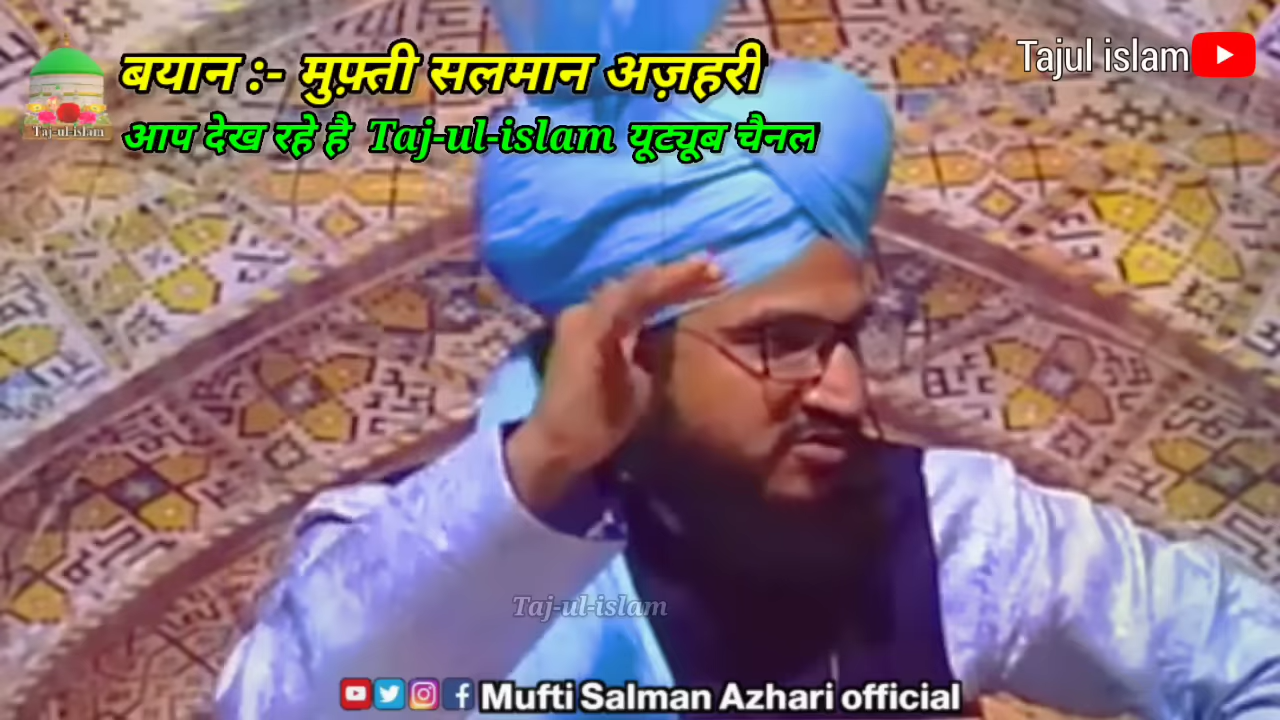 बयान :- मुफ़्ती सलमान अज़हरी
Tajul islam
Taj-ul-islam
आप देख रहे है Taj-ul-islam यूट्यूब चैनल
Taj-ul-islam
Mufti Salman Azhari official